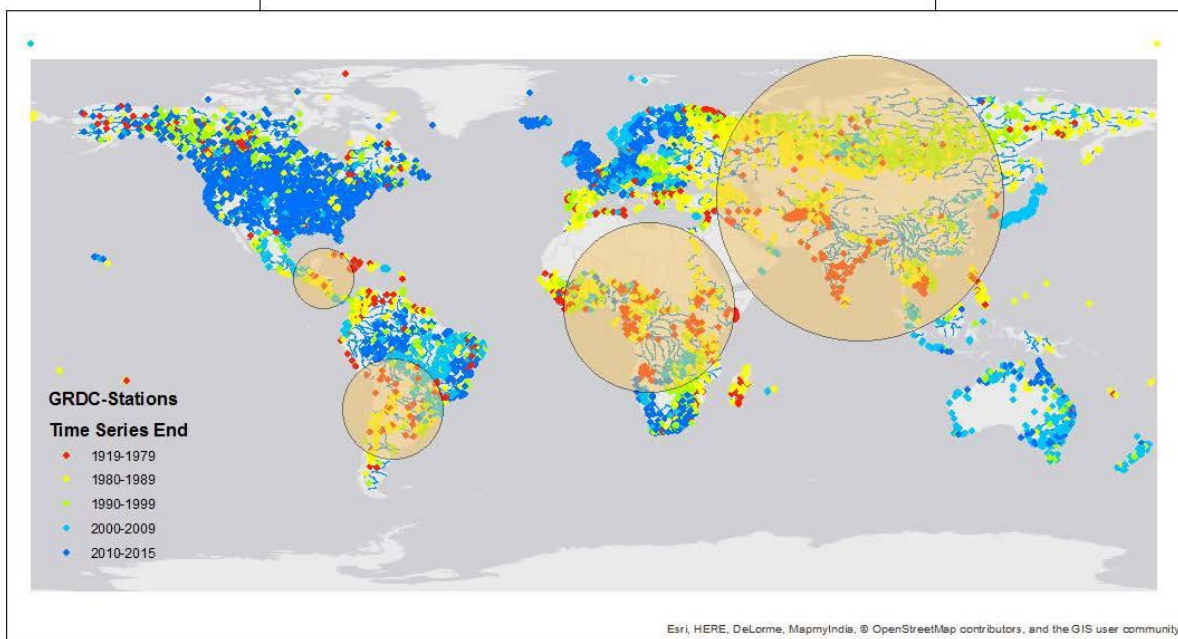 GRDC-Stations
Time Series End
1919-1979
1980-1989
1990-1999
2000-2009
2010-2015
Esri, HERE, DeLorme, MapmyIndia, © OpenStreetMap contributors, and the GIS user community